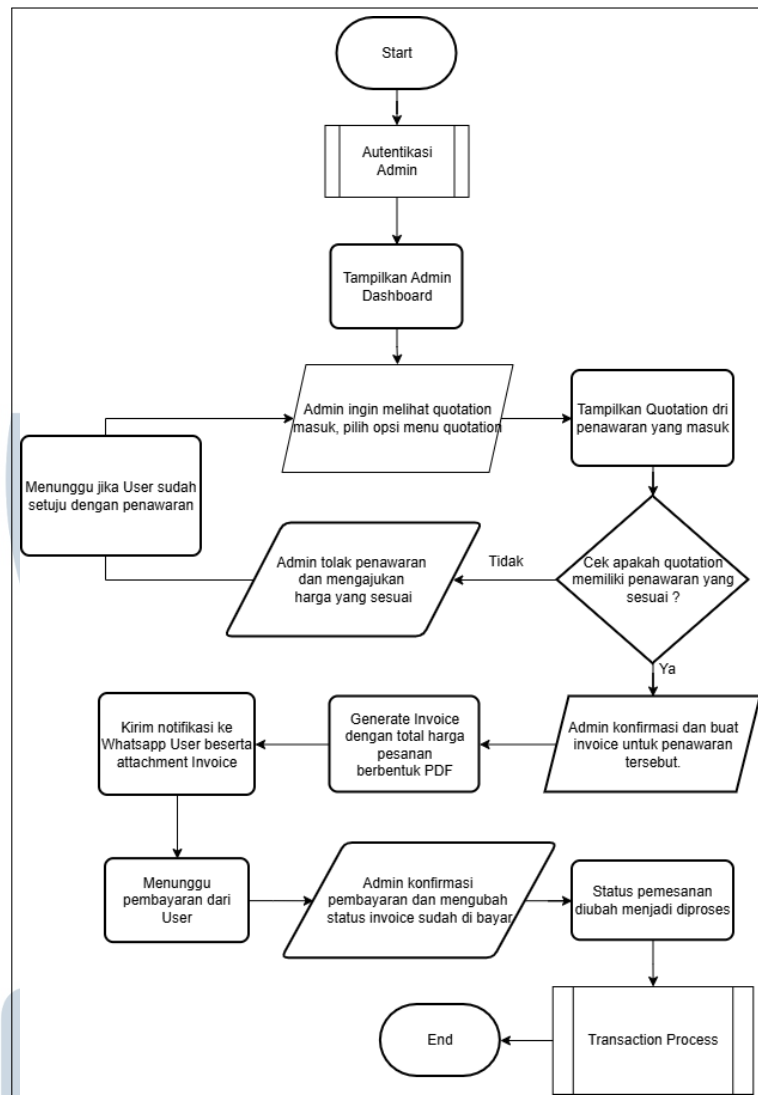 Start
Autentikasi
Admin
Tampilkan Admin
Dashboard
Admin ingin melihat quotation
masuk, pilih opsi menu quotation
Tampilkan Quotation dri
penawaran yang masuk
Menunggu jika User sudah
setuju dengan penawaran
Admin tolak penawaran
dan mengajukan
harga yang sesuai
Tidak
Cek apakah quotation
memiliki penawaran yang
sesuai ?
Ya
Kirim notifikasi ke
Whatsapp User beserta
attachment Invoice
Generate Invoice
dengan total harga
pesanan
berbentuk PDF
Admin konfirmasi dan buat
invoice untuk penawaran
tersebut.
Menunggu
pembayaran dari
User
Admin konfirmasi
pembayaran dan mengubah
status invoice sudah di bayar
Status pemesanan
diubah menjadi diproses
End
Transaction Process